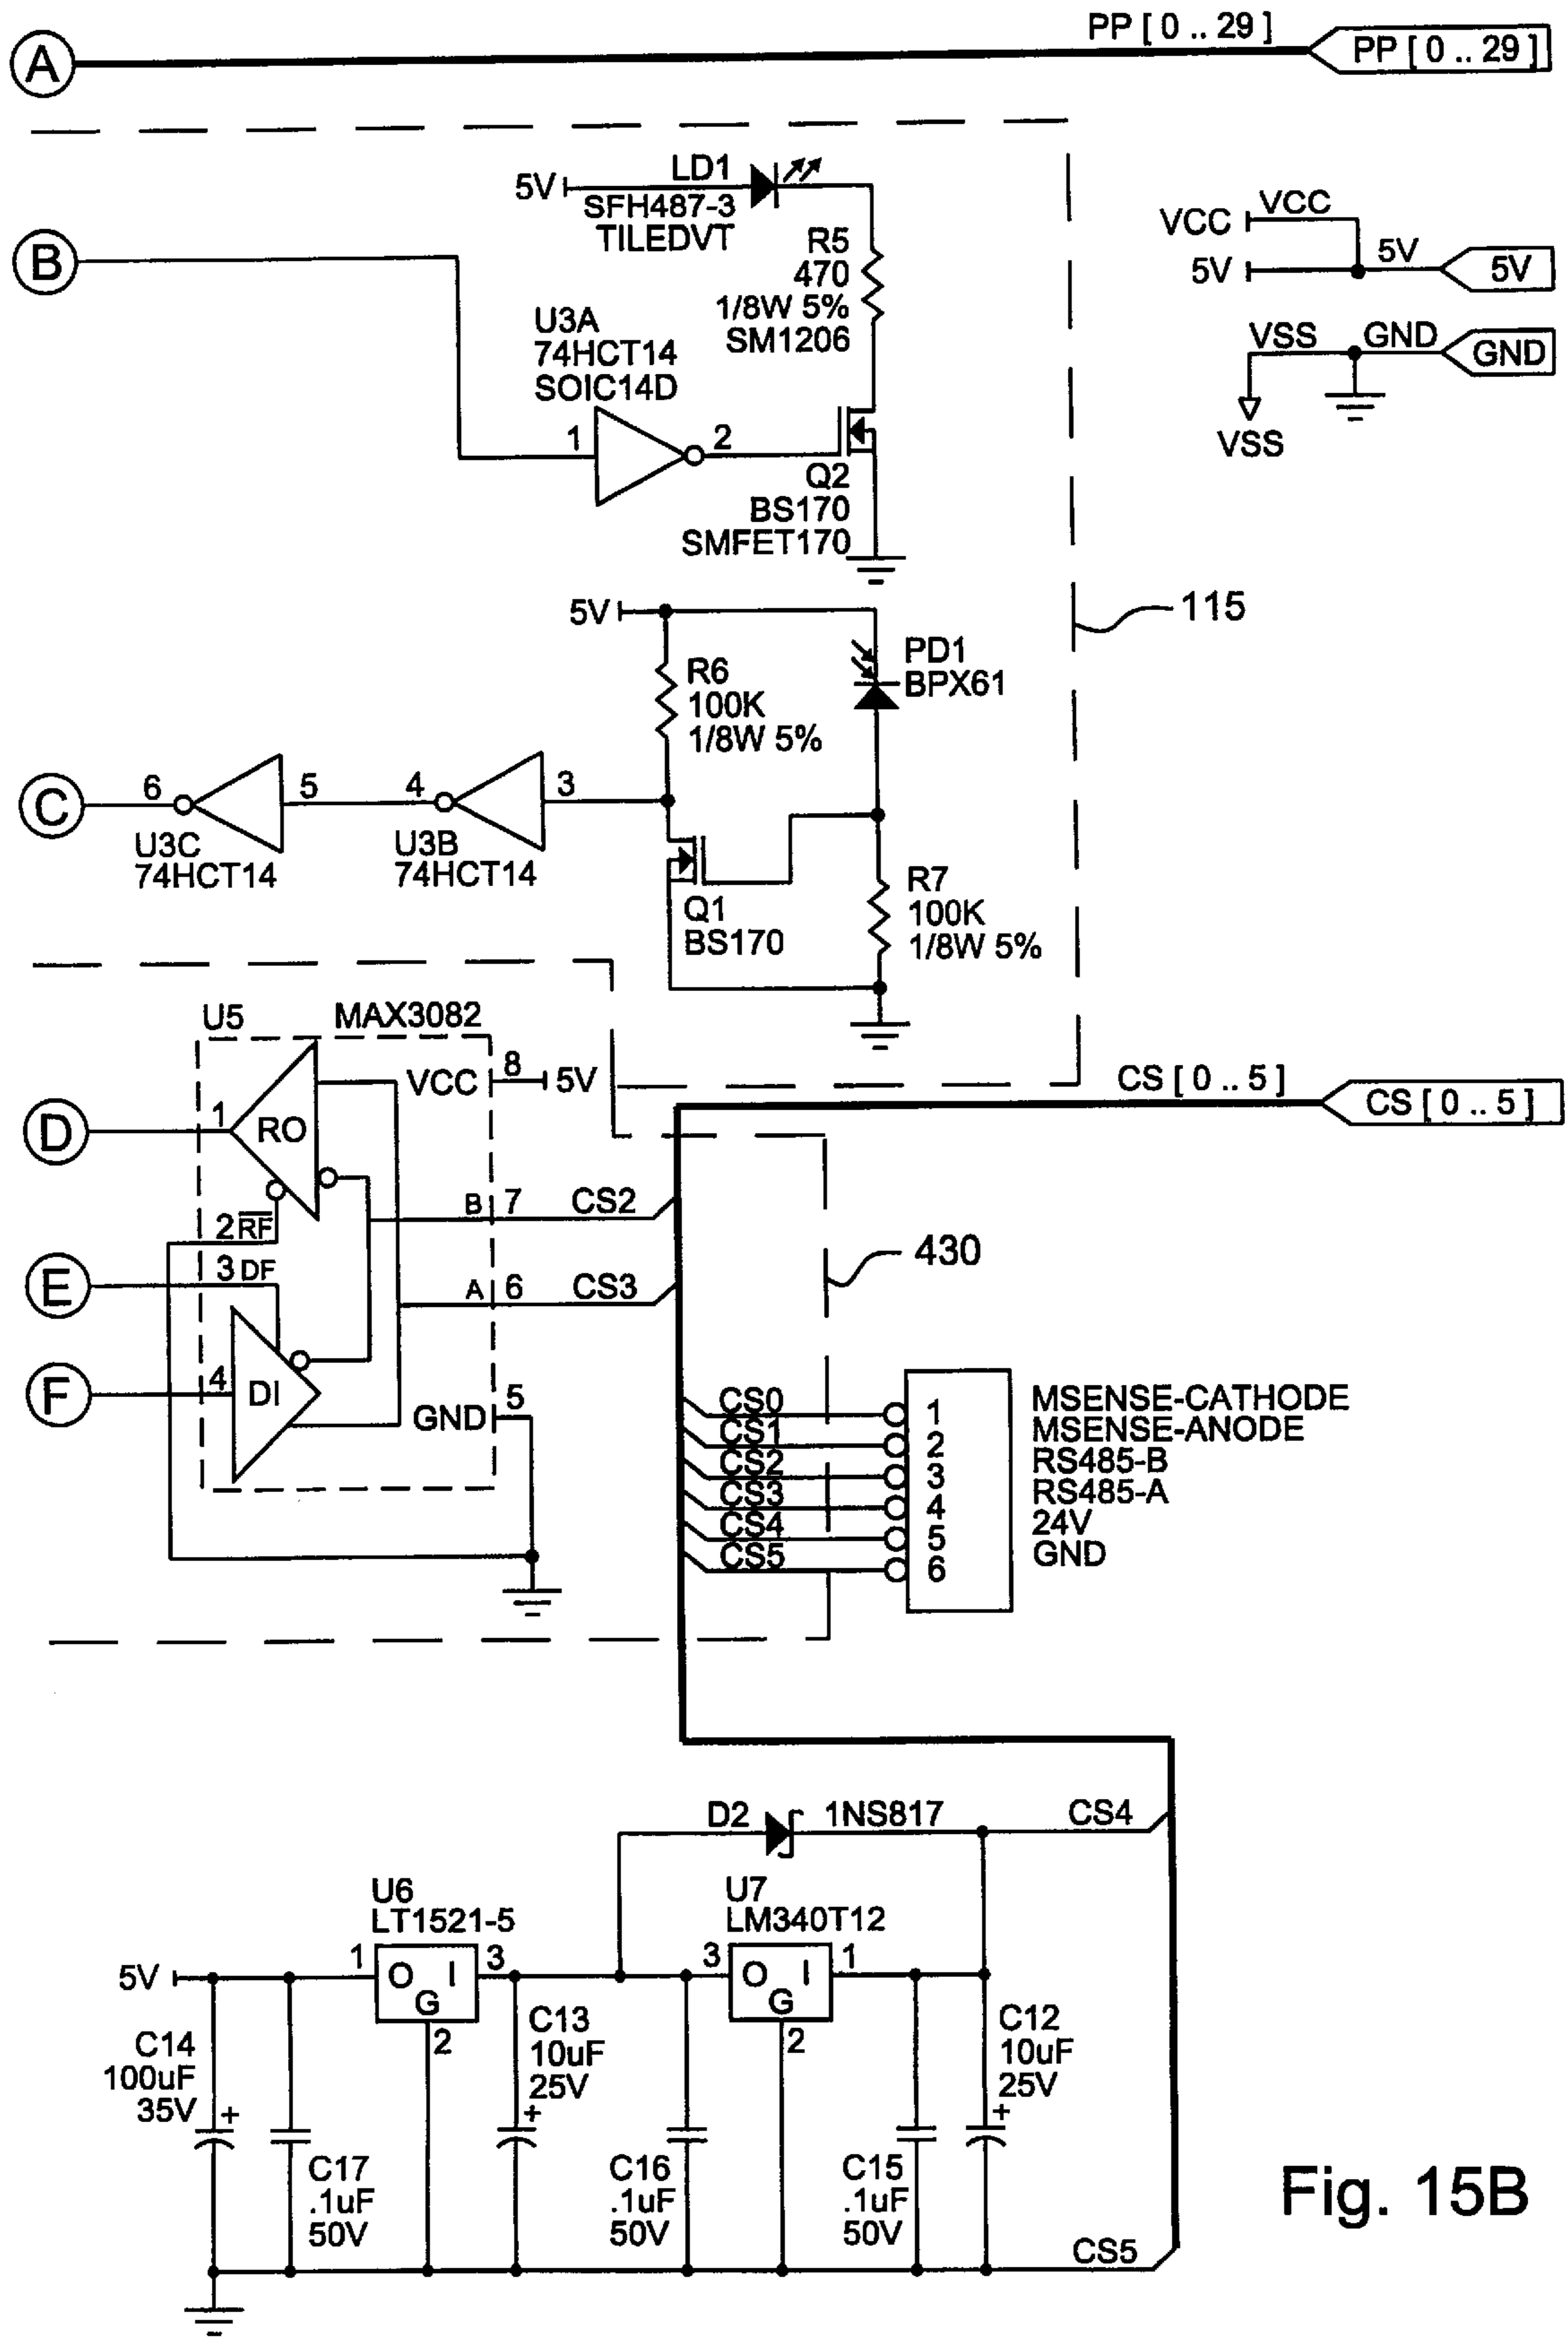 PP [ 0 .. 29 ]
A
PP [ 0 .. 29 ]
LD1
5V
SFH487-3
TILEDVT
VCC
VCC
B
R5
470
1/8W 5%
SM1206
5V
5V
5V
U3A
74HCT14
SOIC14D
VSS
GND
GND
VSS
1
2
Q2
BS170
SMFET170
5V
115
PD1
BPX61
R6
100K
1/8W 5%
C
6
5
4
3
U3C
74HCT14
U3B
74HCT14
R7
100K
1/8W 5%
Q1
BS170
U5
MAX3082
VCC
8
5V
CS [ 0 .. 5 ]
CS [ 0 .. 5 ]
D
1
RO
B
7
CS2
2
RF
430
E
3
DF
A
6
CS3
F
4
DI
GND
5
CS0
1
MSENSE-CATHODE
CS1
2
MSENSE-ANODE
CS2
3
RS485-B
CS3
4
RS485-A
CS4
5
24V
CS5
6
GND
D2
1NS817
CS4
U6
LT1521-5
U7
LM340T12
5V
1
O
I
G
3
2
3
O
I
G
1
2
C14
100uF
35V
+
C13
10uF
25V
+
C12
10uF
25V
+
C17
.1uF
50V
C16
.1uF
50V
C15
.1uF
50V
CS5
Fig. 15B